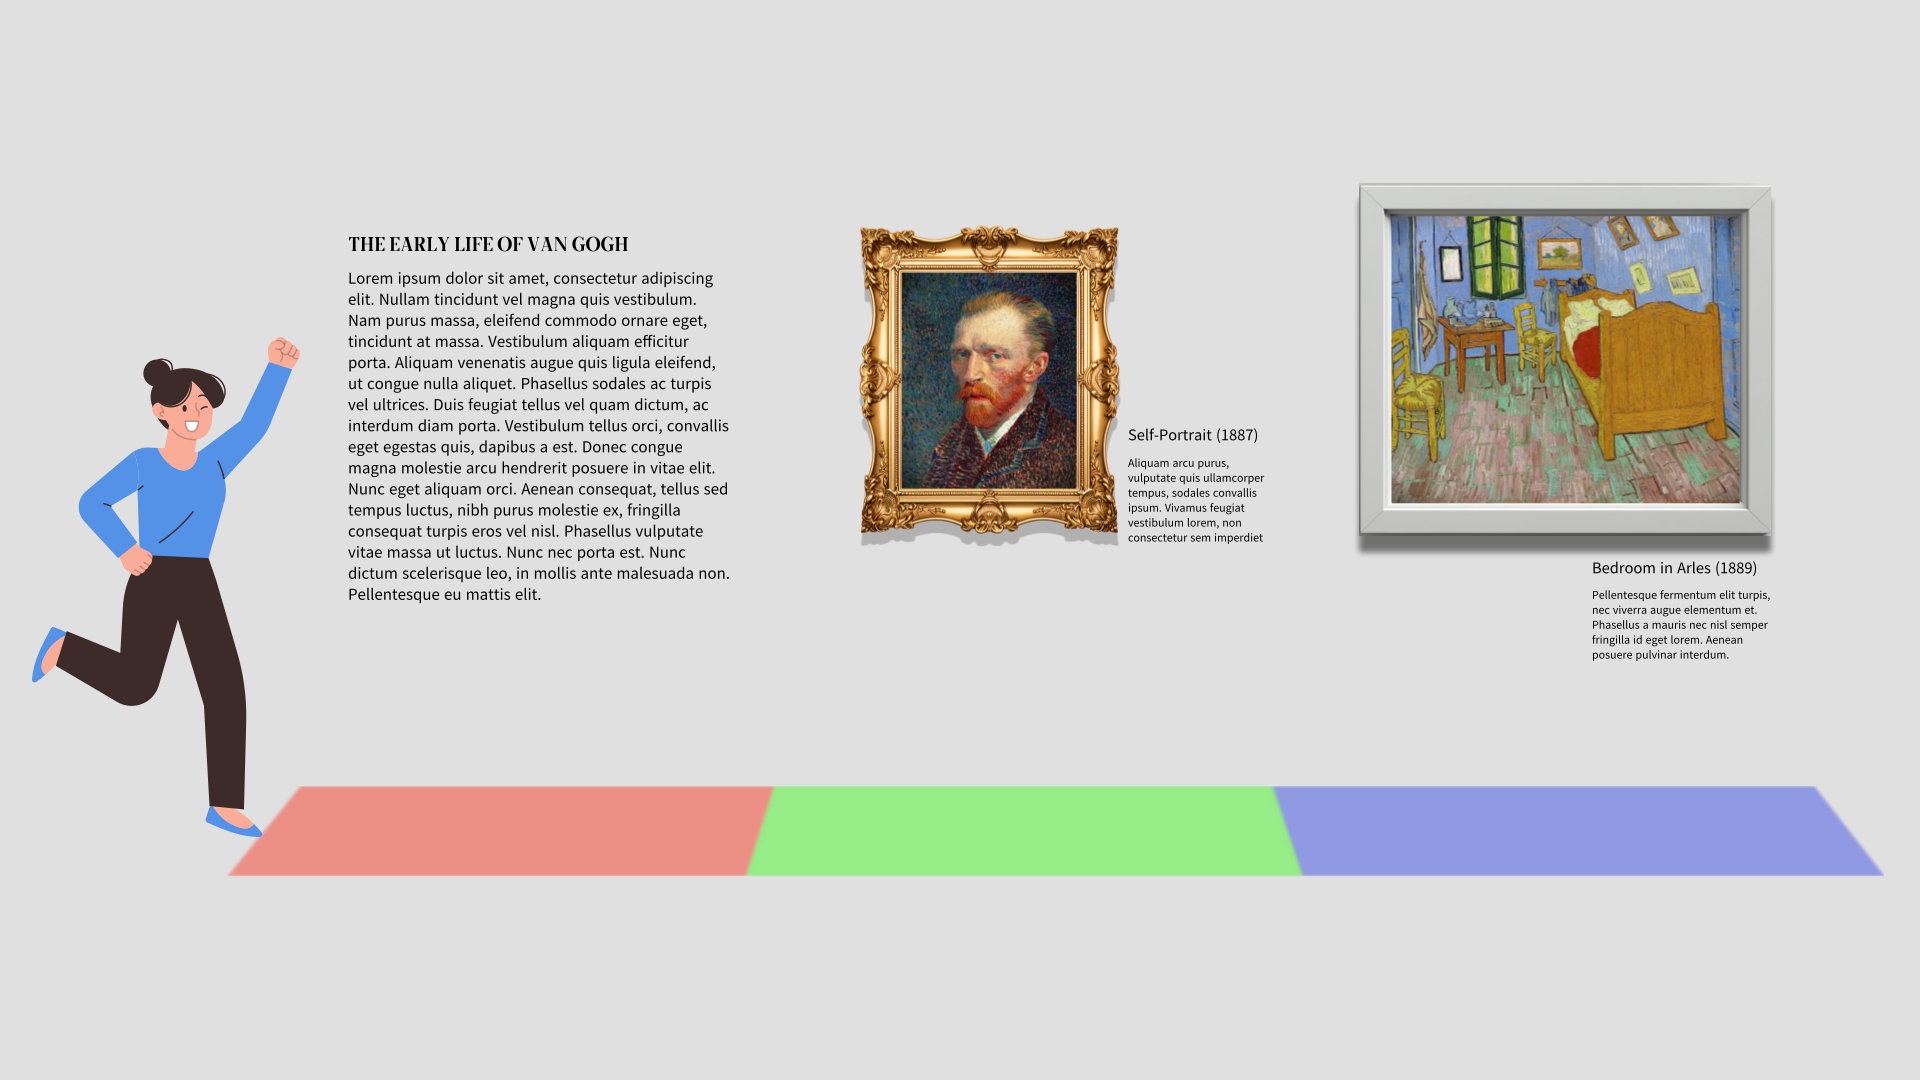 THE EARLY LIFE OF VAN GOGH
Lorem ipsum dolor sit amet, consectetur adipiscing
elit. Nullam tincidunt vel magna quis vestibulum.
Nam purus massa, eleifend commodo ornare eget,
tincidunt at massa. Vestibulum aliquam efficitur
porta. Aliquam venenatis augue quis ligula eleifend,
ut congue nulla aliquet. Phasellus sodales ac turpis
vel ultrices. Duis feugiat tellus vel quam dictum, ac
interdum diam porta. Vestibulum tellus orci, convallis
eget egestas quis, dapibus a est. Donec congue
magna molestie arcu hendrerit posuere in vitae elit.
Nunc eget aliquam orci. Aenean consequat, tellus sed
tempus luctus, nibh purus molestie ex, fringilla
consequat turpis eros vel nisl. Phasellus vulputate
vitae massa ut luctus. Nunc nec porta est. Nunc
dictum scelerisque leo, in mollis ante malesuada non.
Pellentesque eu mattis elit.
Self-Portrait (1887)
Aliquam arcu purus,
vulputate quis ullamcorper
tempus, sodales convallis
ipsum. Vivamus feugiat
vestibulum lorem, non
consectetur sem imperdiet
Bedroom in Arles (1889)
Pellentesque fermentum elit turpis,
nec viverra augue elementum et.
Phasellus a mauris nec nisl semper
fringilla id eget lorem. Aenean
posuere pulvinar interdum.